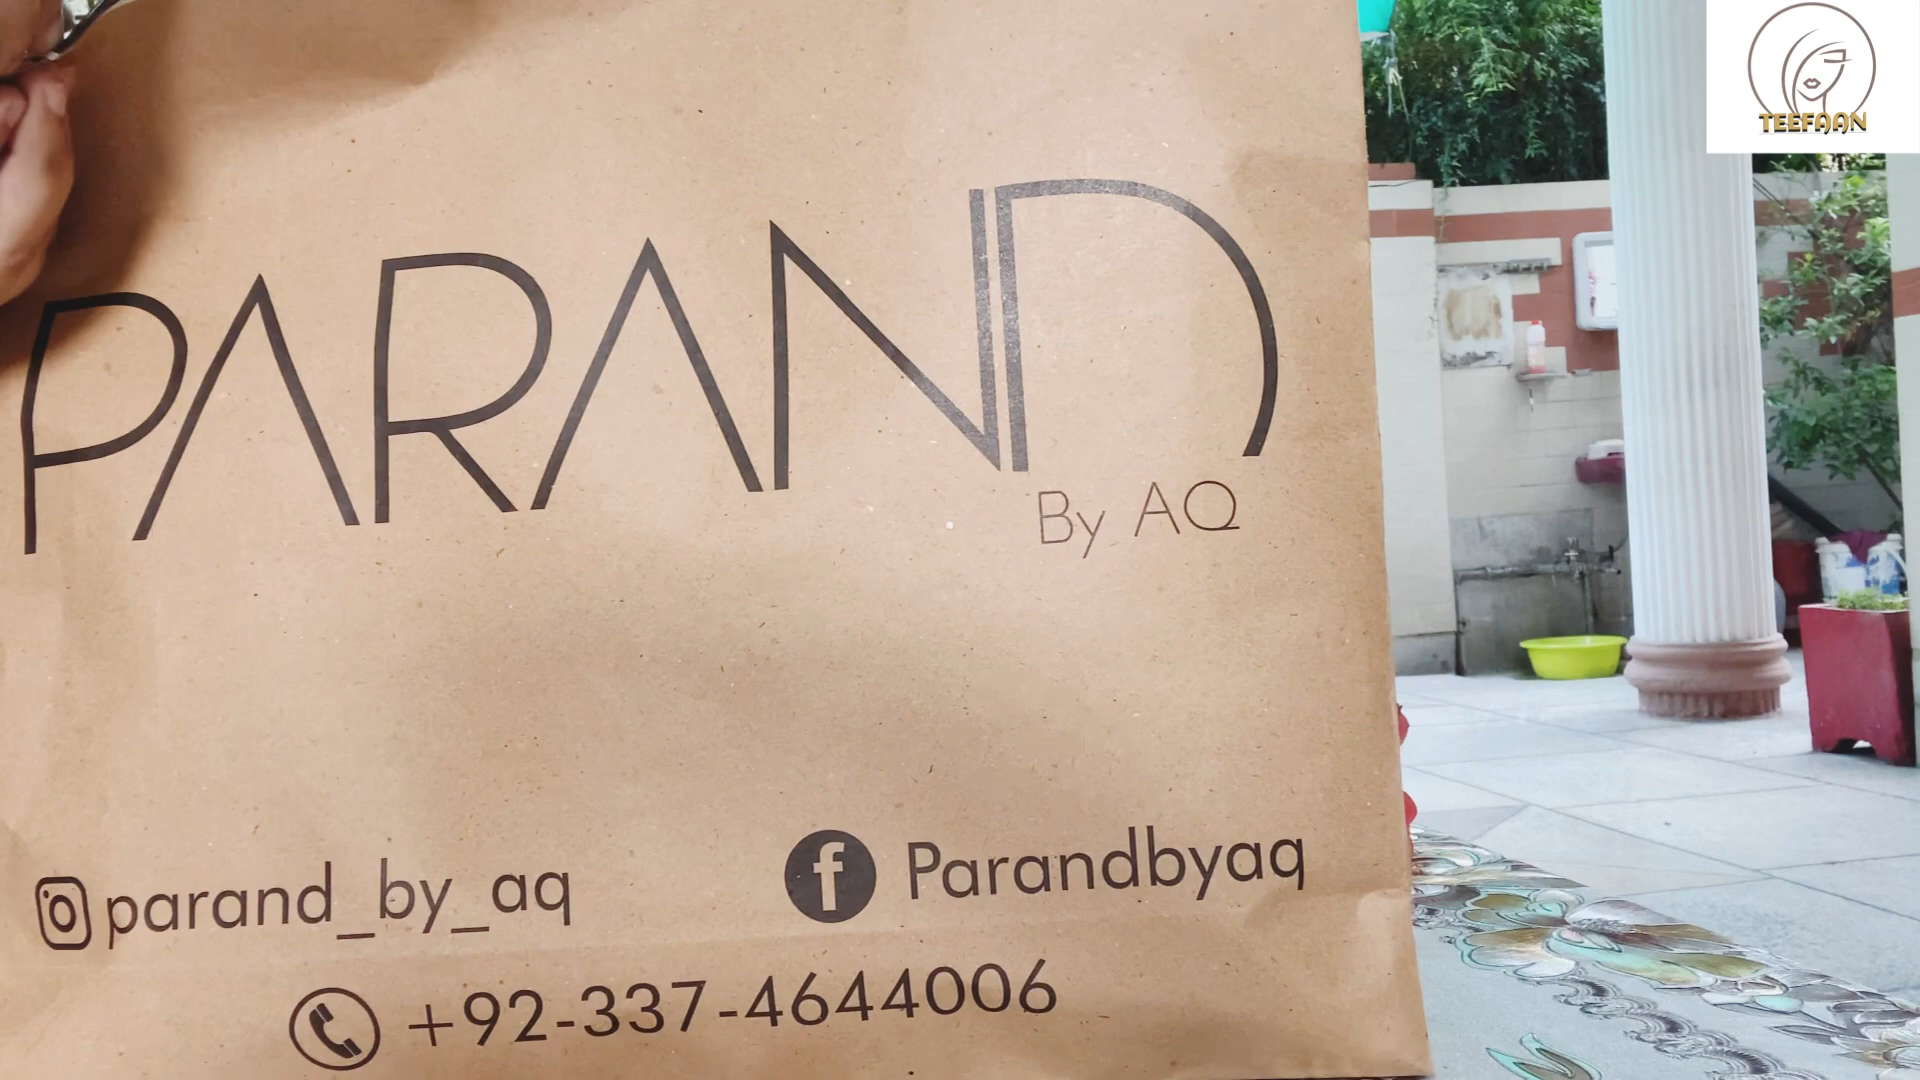 TEEFAAN
PARAND
By AQ
parand_by_aq
Parandbyaq
+92-337-4644006